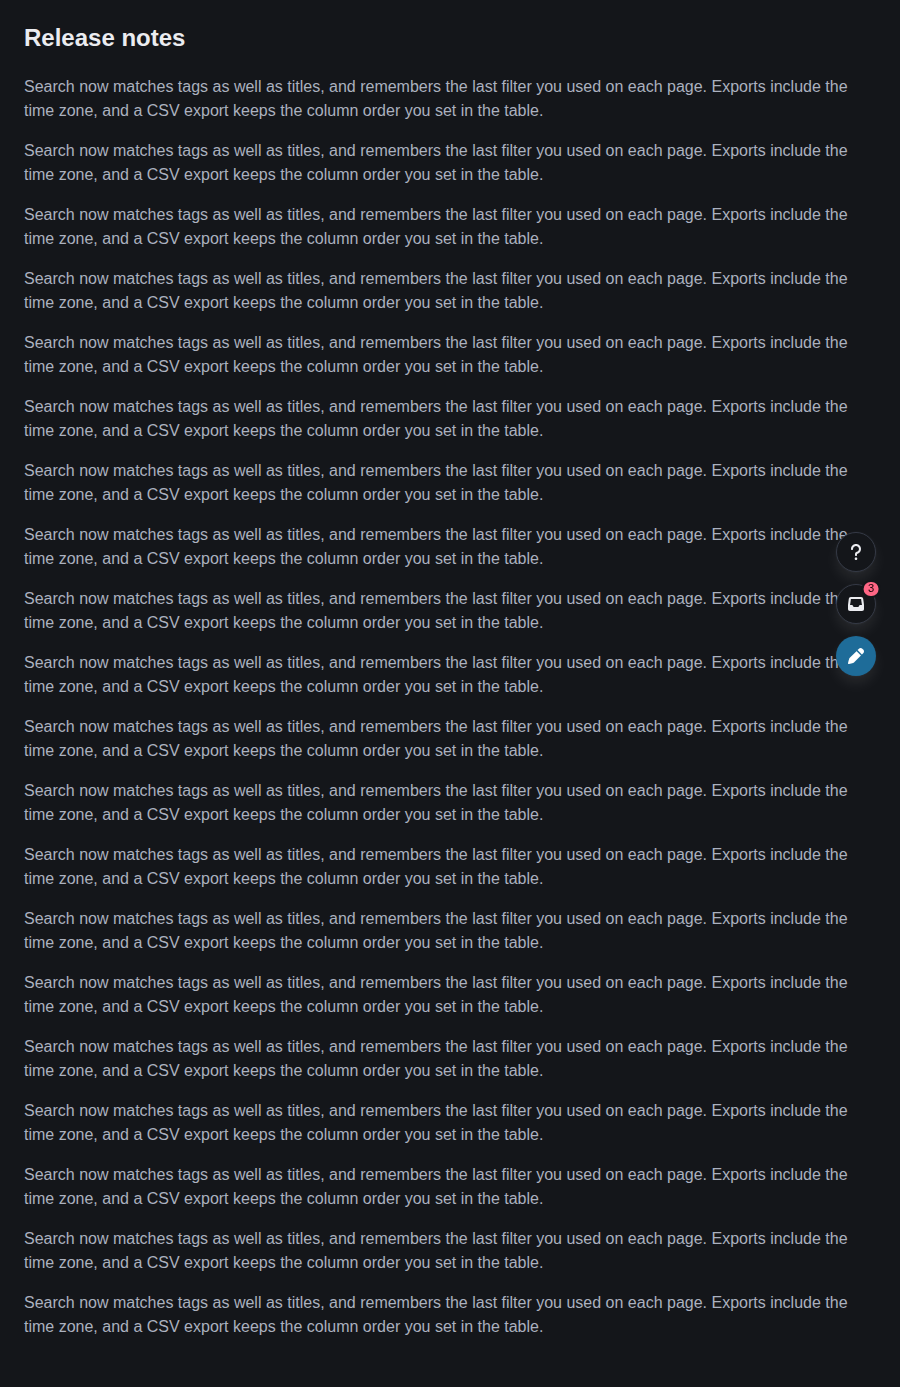 Release notes
Search now matches tags as well as titles, and remembers the last filter you used on each page. Exports include the
time zone, and a CSV export keeps the column order you set in the table.
Search now matches tags as well as titles, and remembers the last filter you used on each page. Exports include the
time zone, and a CSV export keeps the column order you set in the table.
Search now matches tags as well as titles, and remembers the last filter you used on each page. Exports include the
time zone, and a CSV export keeps the column order you set in the table.
Search now matches tags as well as titles, and remembers the last filter you used on each page. Exports include the
time zone, and a CSV export keeps the column order you set in the table.
Search now matches tags as well as titles, and remembers the last filter you used on each page. Exports include the
time zone, and a CSV export keeps the column order you set in the table.
Search now matches tags as well as titles, and remembers the last filter you used on each page. Exports include the
time zone, and a CSV export keeps the column order you set in the table.
Search now matches tags as well as titles, and remembers the last filter you used on each page. Exports include the
time zone, and a CSV export keeps the column order you set in the table.
Search now matches tags as well as titles, and remembers the last filter you used on each page. Exports include the
?
time zone, and a CSV export keeps the column order you set in the table.
3
Search now matches tags as well as titles, and remembers the last filter you used on each page. Exports include
time zone, and a CSV export keeps the column order you set in the table.
Search now matches tags as well as titles, and remembers the last filter you used on each page. Exports include
time zone, and a CSV export keeps the column order you set in the table.
Search now matches tags as well as titles, and remembers the last filter you used on each page. Exports include the
time zone, and a CSV export keeps the column order you set in the table.
Search now matches tags as well as titles, and remembers the last filter you used on each page. Exports include the
time zone, and a CSV export keeps the column order you set in the table.
Search now matches tags as well as titles, and remembers the last filter you used on each page. Exports include the
time zone, and a CSV export keeps the column order you set in the table.
Search now matches tags as well as titles, and remembers the last filter you used on each page. Exports include the
time zone, and a CSV export keeps the column order you set in the table.
Search now matches tags as well as titles, and remembers the last filter you used on each page. Exports include the
time zone, and a CSV export keeps the column order you set in the table.
Search now matches tags as well as titles, and remembers the last filter you used on each page. Exports include the
time zone, and a CSV export keeps the column order you set in the table.
Search now matches tags as well as titles, and remembers the last filter you used on each page. Exports include the
time zone, and a CSV export keeps the column order you set in the table.
Search now matches tags as well as titles, and remembers the last filter you used on each page. Exports include the
time zone, and a CSV export keeps the column order you set in the table.
Search now matches tags as well as titles, and remembers the last filter you used on each page. Exports include the
time zone, and a CSV export keeps the column order you set in the table.
Search now matches tags as well as titles, and remembers the last filter you used on each page. Exports include the
time zone, and a CSV export keeps the column order you set in the table.